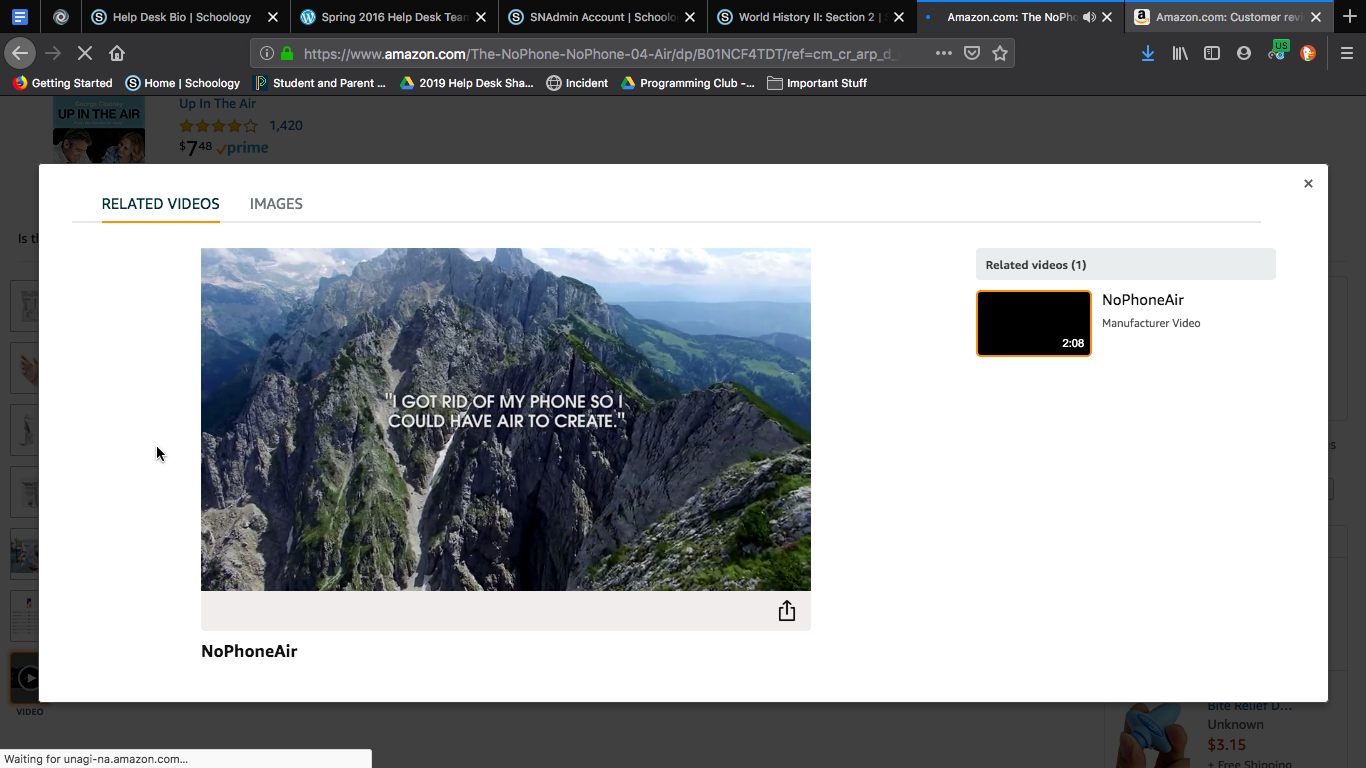 Help Desk Bio | Schoology
Spring 2016 Help Desk Tean
SNAdmin Account | Schoolo
World History II: Section 2 |
Amazon.com: The NoPho
Amazon.com: Customer revi
https://www.amazon.com/The-NoPhone-NoPhone-04-Air/dp/B01NCF4TDT/ref=cm_cr_arp_d_
US
Getting Started
Home | Schoology
Student and Parent ...
2019 Help Desk Sha...
Incident
Programming Club -...
Important Stuff
George Clooney
UP IN THE AIR
Up In The Air
1,420
$7 48 prime
RELATED VIDEOS
IMAGES
Is th
"I GOT RID OF MY PHONE SO I
COULD HAVE AIR TO CREATE."
NoPhoneAir
Related videos (1)
2:08
NoPhoneAir
Manufacturer Video
VIDEO
Bite Relief D...
Unknown
$3.15
+ Free Shipping
Waiting for unagi-na.amazon.com...